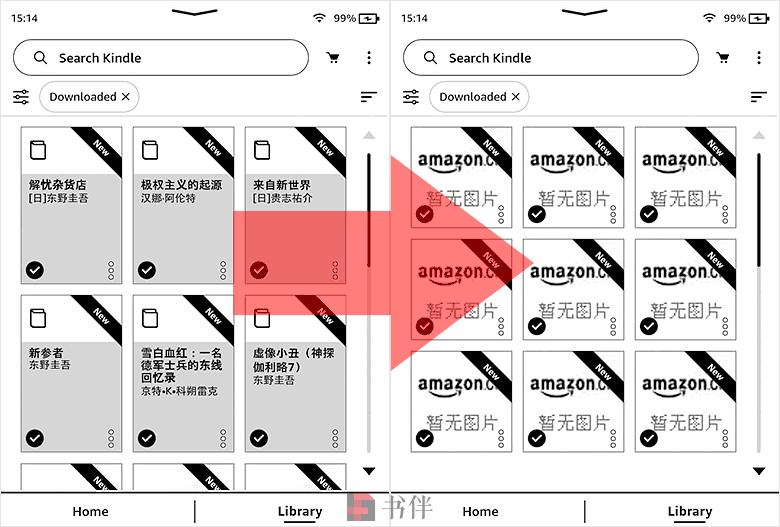 15:14
99%
Search Kindle
Downloaded ×
New
New
New
解忧杂货店
[日]东野圭吾
极权主义的起源
汉娜·阿伦特
来自新世界
[日]贵志祐介
New
New
New
新参者
东野圭吾
雪白血红：一名
德军士兵的东线
回忆录
京特•K•科朔雷克
虚像小丑（神探
伽利略7）
东野圭吾
New
New
New
Home
Library
15:14
99%
Search Kindle
Downloaded ×
New
New
New
amazon.c
暂无图片
amazon.c
暂无图片
amazon.c
暂无图片
New
New
New
amazon.c
暂无图片
amazon.c
暂无图片
amazon.c
暂无图片
New
New
New
amazon.c
暂无图片
amazon.c
暂无图片
amazon.c
暂无图片
Home
Library
书伴